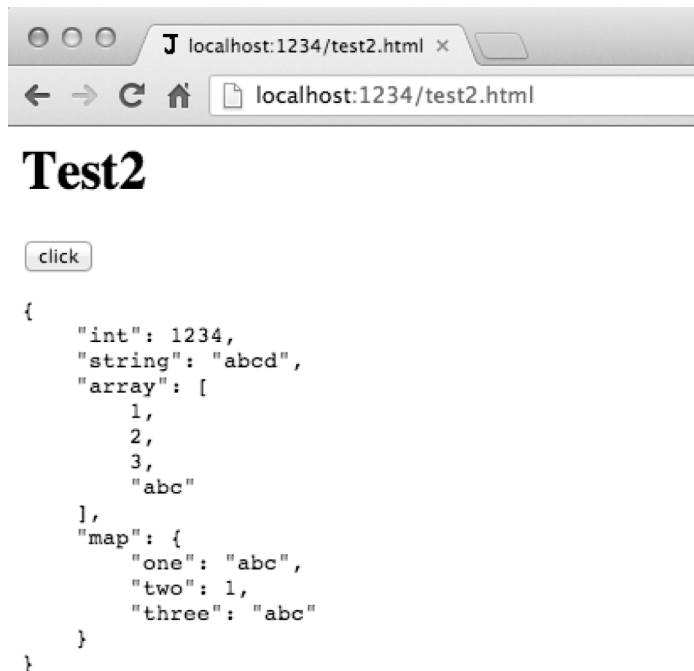 J localhost:1234/test2.html ×
localhost:1234/test2.html
Test2
click
{
    "int": 1234,
    "string": "abcd",
    "array": [
        1,
        2,
        3,
        "abc"
    ],
    "map": {
        "one": "abc",
        "two": 1,
        "three": "abc"
    }
}